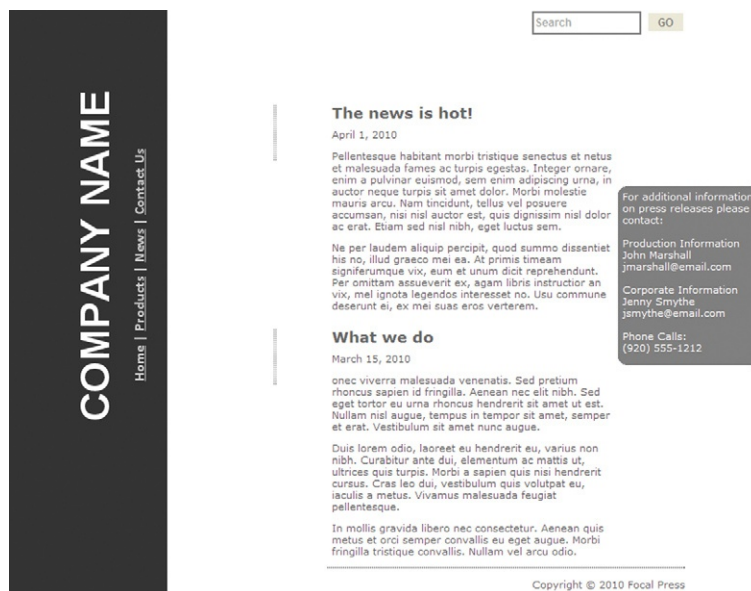 COMPANY NAME
Home | Products | News | Contact Us
Search
GO
The news is hot!
April 1, 2010
Pellentesque habitant morbi tristique senectus et netus
et malesuada fames ac turpis egestas. Integer ornare,
enim a pulvinar euismod, sem enim adipiscing urna, in
auctor neque turpis sit amet dolor. Morbi molestie
mauris arcu. Nam tincidunt, tellus vel posuere
accumsan, nisi nisl auctor est, quis dignissim nisl dolor
ac erat. Etiam sed nisl nibh, eget luctus sem.
Ne per laudem aliquip percipit, quod summo dissentiet
his no, illud graeco mei ea. At primis timeam
signiferumque vix, eum et unum dicit reprehendunt.
Per omittam assueverit ex, agam libris instructior an
vix, mel ignota legendos interesset no. Usu commune
deserunt ei, ex mei suas eros verterem.
What we do
March 15, 2010
onec viverra malesuada venenatis. Sed pretium
rhoncus sapien id fringilla. Aenean nec elit nibh. Sed
eget tortor eu urna rhoncus hendrerit sit amet ut est.
Nullam nisl augue, tempus in tempor sit amet, semper
et erat. Vestibulum sit amet nunc augue.
Duis lorem odio, laoreet eu hendrerit eu, varius non
nibh. Curabitur ante dui, elementum ac mattis ut,
ultrices quis turpis. Morbi a sapien quis nisi hendrerit
cursus. Cras leo dui, vestibulum quis volutpat eu,
iaculis a metus. Vivamus malesuada feugiat
pellentesque.
In mollis gravida libero nec consectetur. Aenean quis
metus et orci semper convallis eu eget augue. Morbi
fringilla tristique convallis. Nullam vel arcu odio.
For additional information
on press releases please
contact:
Production Information
John Marshall
jmarshall@email.com
Corporate Information
Jenny Smythe
jsmythe@email.com
Phone Calls:
(920) 555-1212
Copyright © 2010 Focal Press